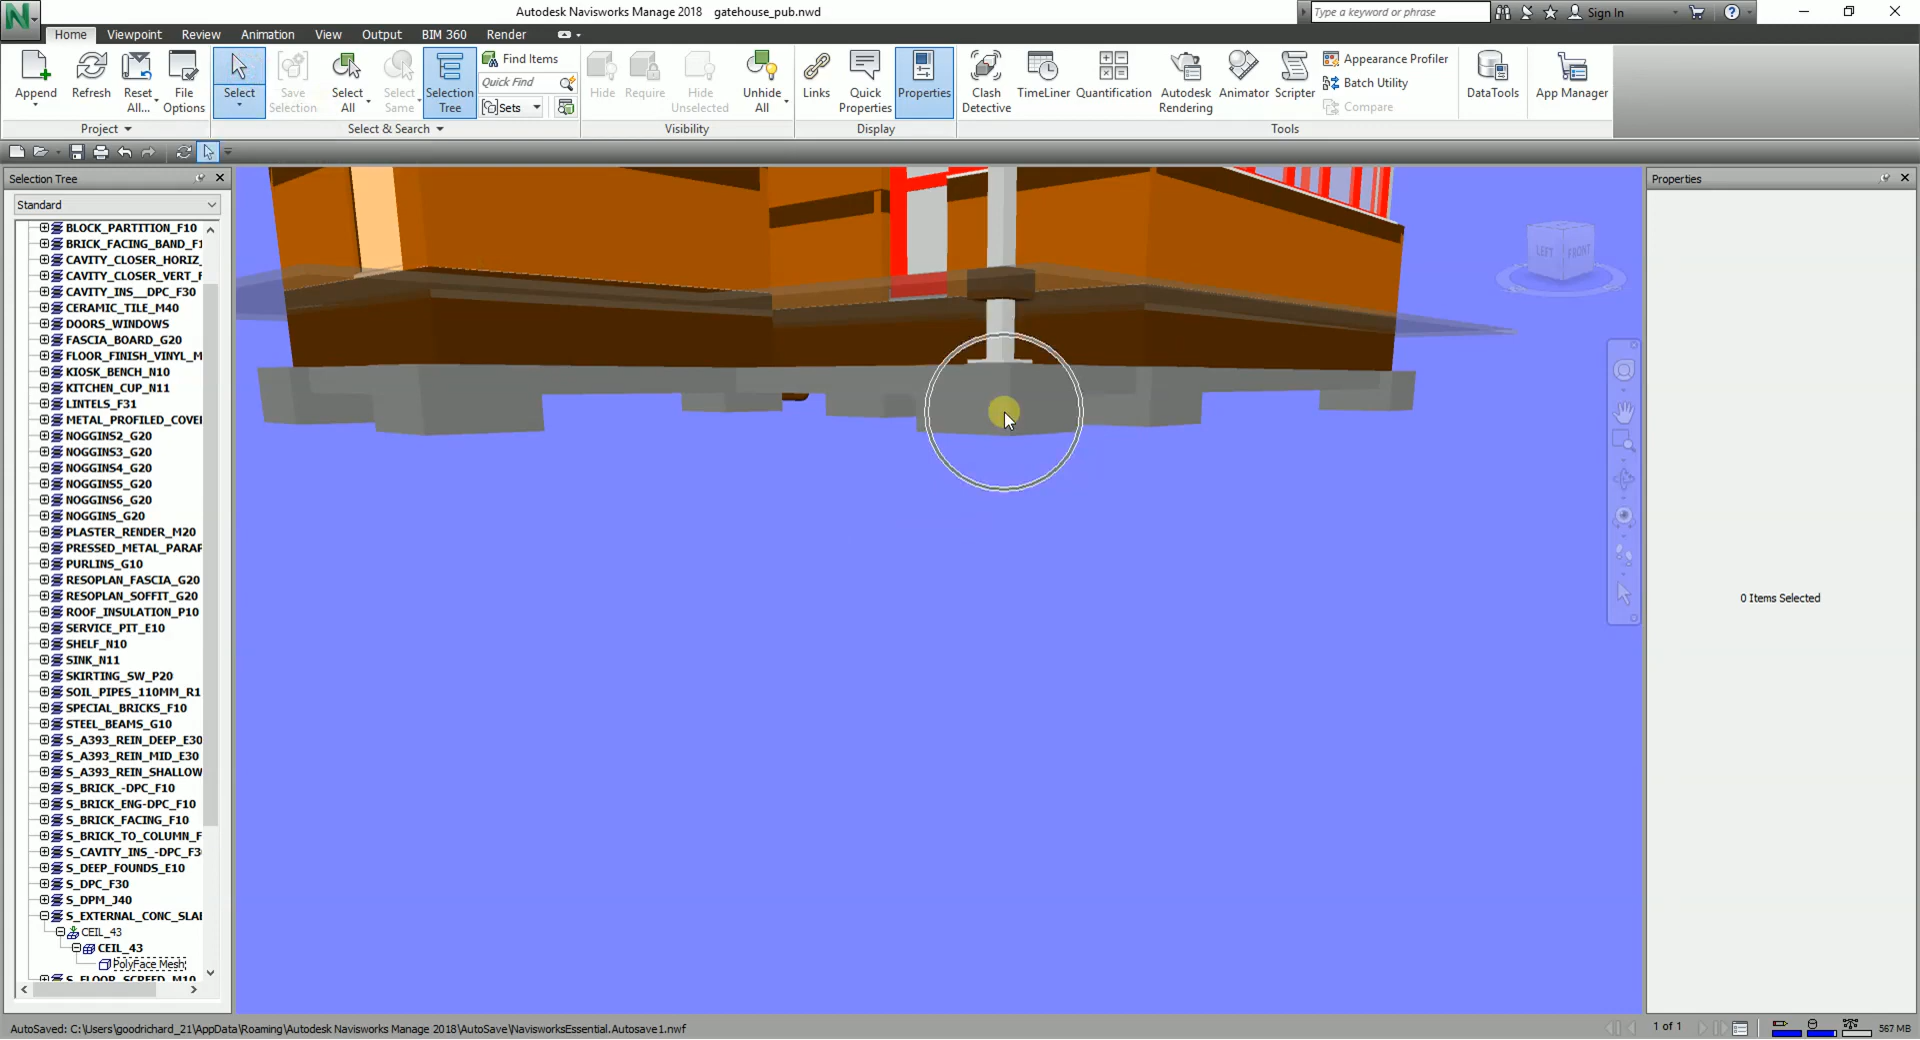 Autodesk Navisworks Manage 2018 gatehouse_pub.nwd
Type a keyword or phrase
Sign In
Home Viewpoint Review Animation View Output BIM 360 Render
Append
Refresh
Reset All...
File Options
Project
Select
Save Selection
Select All
Select Same
Selection Tree
Find Items
Quick Find
Sets
Select & Search
Hide
Require
Hide Unselected
Unhide All
Visibility
Links
Quick Properties
Properties
Display
Clash Detective
TimeLiner
Quantification
Autodesk Rendering
Animator
Scripter
Appearance Profiler
Batch Utility
Compare
Tools
DataTools
App Manager
Selection Tree
Standard
BLOCK_PARTITION_F10
BRICK_FACING_BAND_F1
CAVITY_CLOSER_HORIZ_
CAVITY_CLOSER_VERT_F
CAVITY_INS__DPC_F30
CERAMIC_TILE_M40
DOORS_WINDOWS
FASCIA_BOARD_G20
FLOOR_FINISH_VINYL_M
KIOSK_BENCH_N10
KITCHEN_CUP_N11
LINTELS_F31
METAL_PROFILED_COVEI
NOGGINS2_G20
NOGGINS3_G20
NOGGINS4_G20
NOGGINS5_G20
NOGGINS6_G20
NOGGINS_G20
PLASTER_RENDER_M20
PRESSED_METAL_PARAF
PURLINS_G10
RESOPLAN_FASCIA_G20
RESOPLAN_SOFFIT_G20
ROOF_INSULATION_P10
SERVICE_PIT_E10
SHELF_N10
SINK_N11
SKIRTING_SW_P20
SOIL_PIPES_110MM_R1
SPECIAL_BRICKS_F10
STEEL_BEAMS_G10
S_A393_REIN_DEEP_E30
S_A393_REIN_MID_E30
S_A393_REIN_SHALLOW
S_BRICK_-DPC_F10
S_BRICK_ENG-DPC_F10
S_BRICK_FACING_F10
S_BRICK_TO_COLUMN_F
S_CAVITY_INS_-DPC_F3
S_DEEP_FOUNDS_E10
S_DPC_F30
S_DPM_J40
S_EXTERNAL_CONC_SLAI
CEIL_43
CEIL_43
PolyFace Mesh
S_FLOOR_SCREED_M10
LEFT FRONT
Properties
0 Items Selected
AutoSaved: C:\Users\goodrichard_21\AppData\Roaming\Autodesk Navisworks Manage 2018\AutoSave\NavisworksEssential.Autosave1.nwf
1 of 1
567 MB